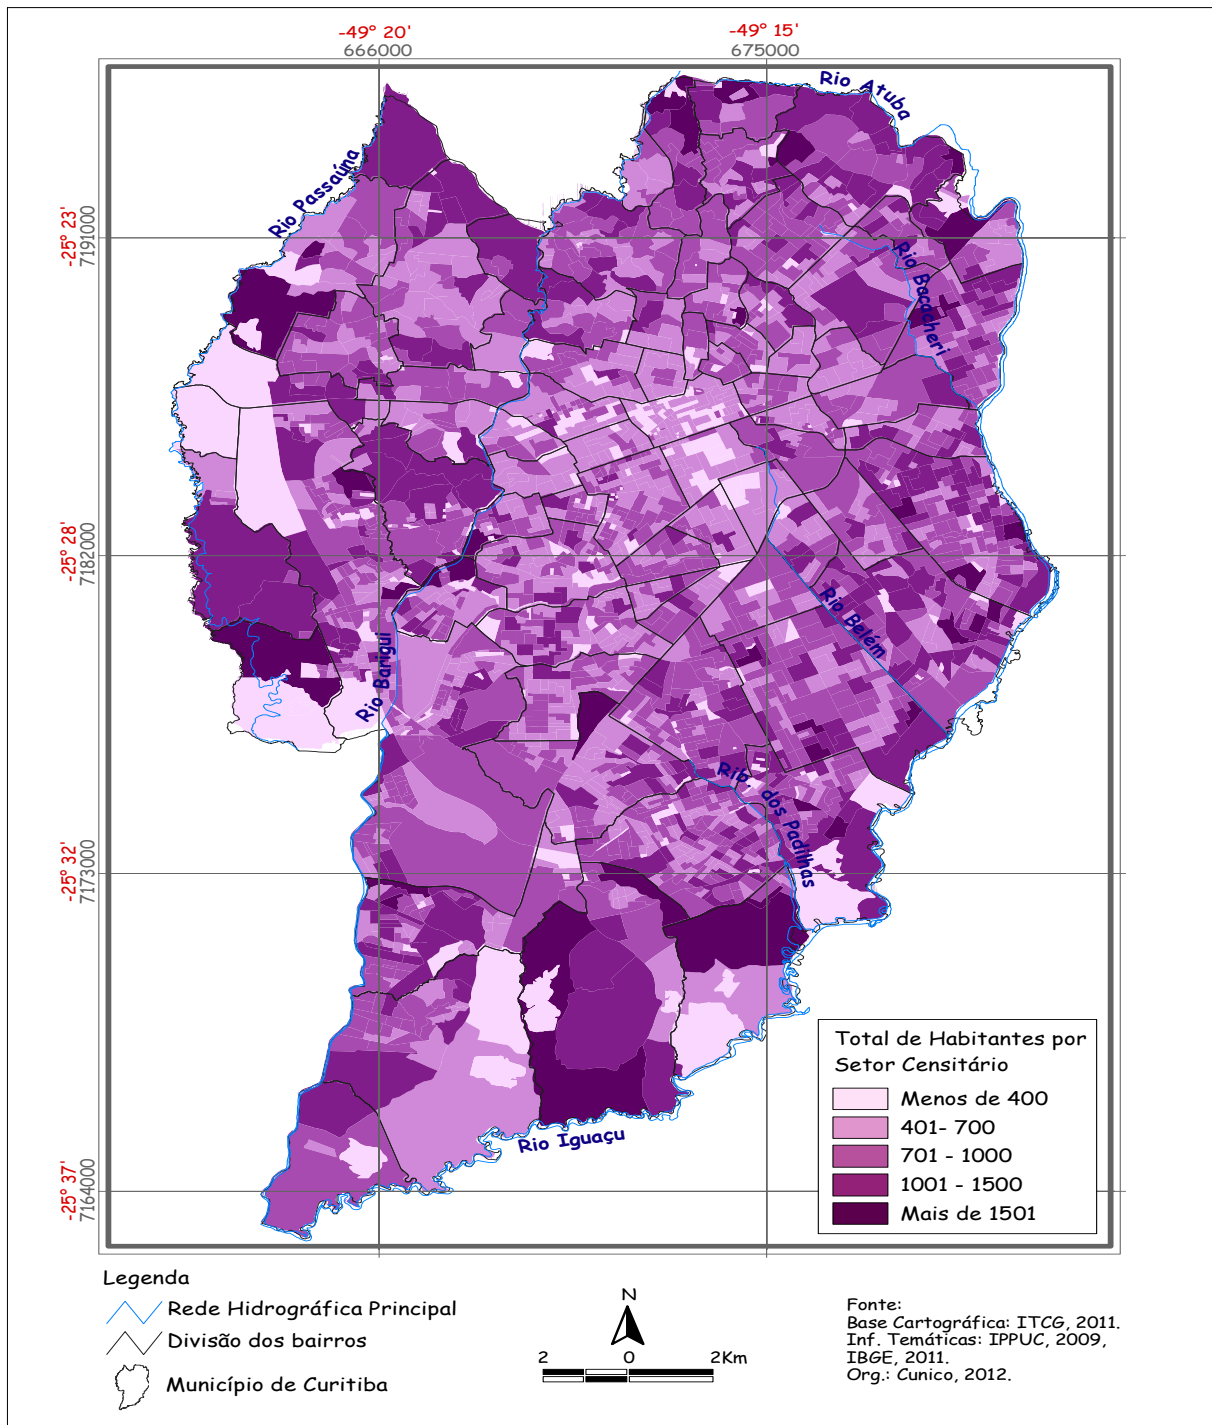 -49° 20'
666000
-49° 15'
675000
Rio Atuba
Rio Passaúna
-25° 23'
7191000
Rio Bacacheri
-25° 28'
7182000
Rio Belém
Rio Barigui
Rib. dos Padilhas
-25° 32'
7173000
Rio Iguaçu
-25° 37'
7164000
Total de Habitantes por
Setor Censitário
Menos de 400
401- 700
701 - 1000
1001 - 1500
Mais de 1501
Legenda
Rede Hidrográfica Principal
Divisão dos bairros
Município de Curitiba
N
2 0 2Km
Fonte:
Base Cartográfica: ITCG, 2011.
Inf. Temáticas: IPPUC, 2009,
IBGE, 2011.
Org.: Cunico, 2012.